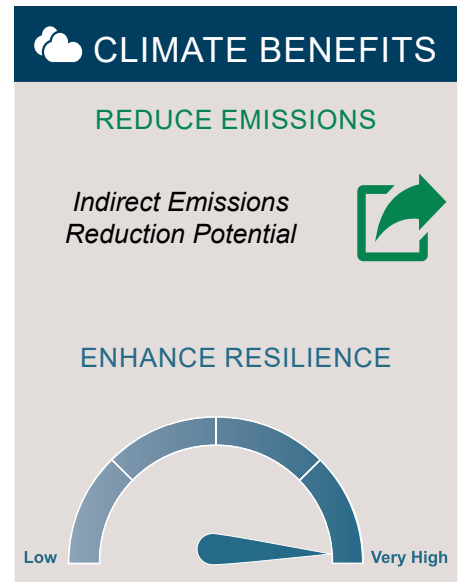 CLIMATE BENEFITS
REDUCE EMISSIONS
Indirect Emissions
Reduction Potential
ENHANCE RESILIENCE
Low
Very High